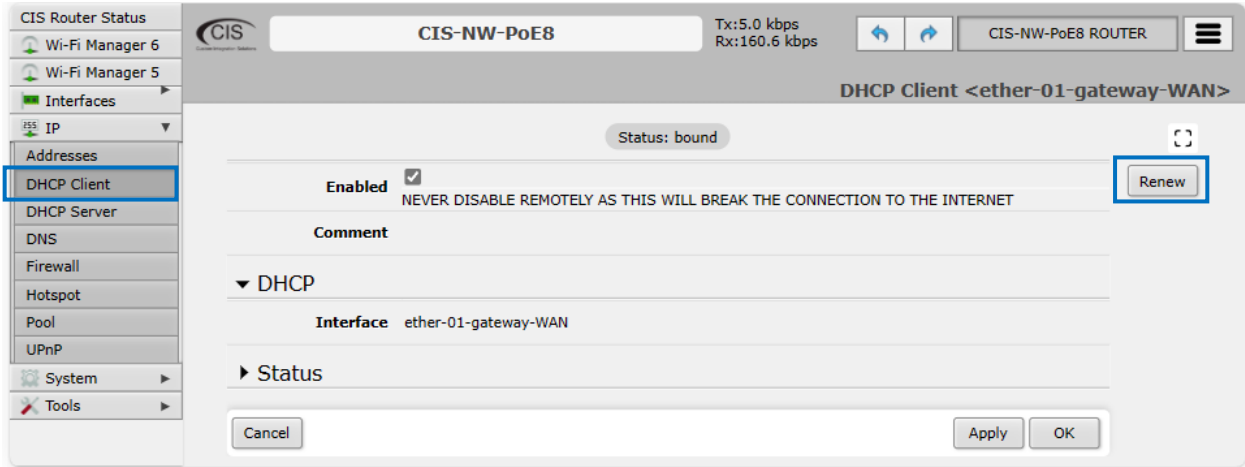 CIS Router Status
Wi-Fi Manager 6
Wi-Fi Manager 5
Interfaces
IP
Addresses
DHCP Client
DHCP Server
DNS
Firewall
Hotspot
Pool
UPnP
System
Tools
CIS
CIS-NW-PoE8
Tx:5.0 kbps
Rx:160.6 kbps
CIS-NW-PoE8 ROUTER
DHCP Client <ether-01-gateway-WAN>
Status: bound
Enabled
NEVER DISABLE REMOTELY AS THIS WILL BREAK THE CONNECTION TO THE INTERNET
Renew
Comment
DHCP
Interface ether-01-gateway-WAN
Status
Cancel
Apply
OK